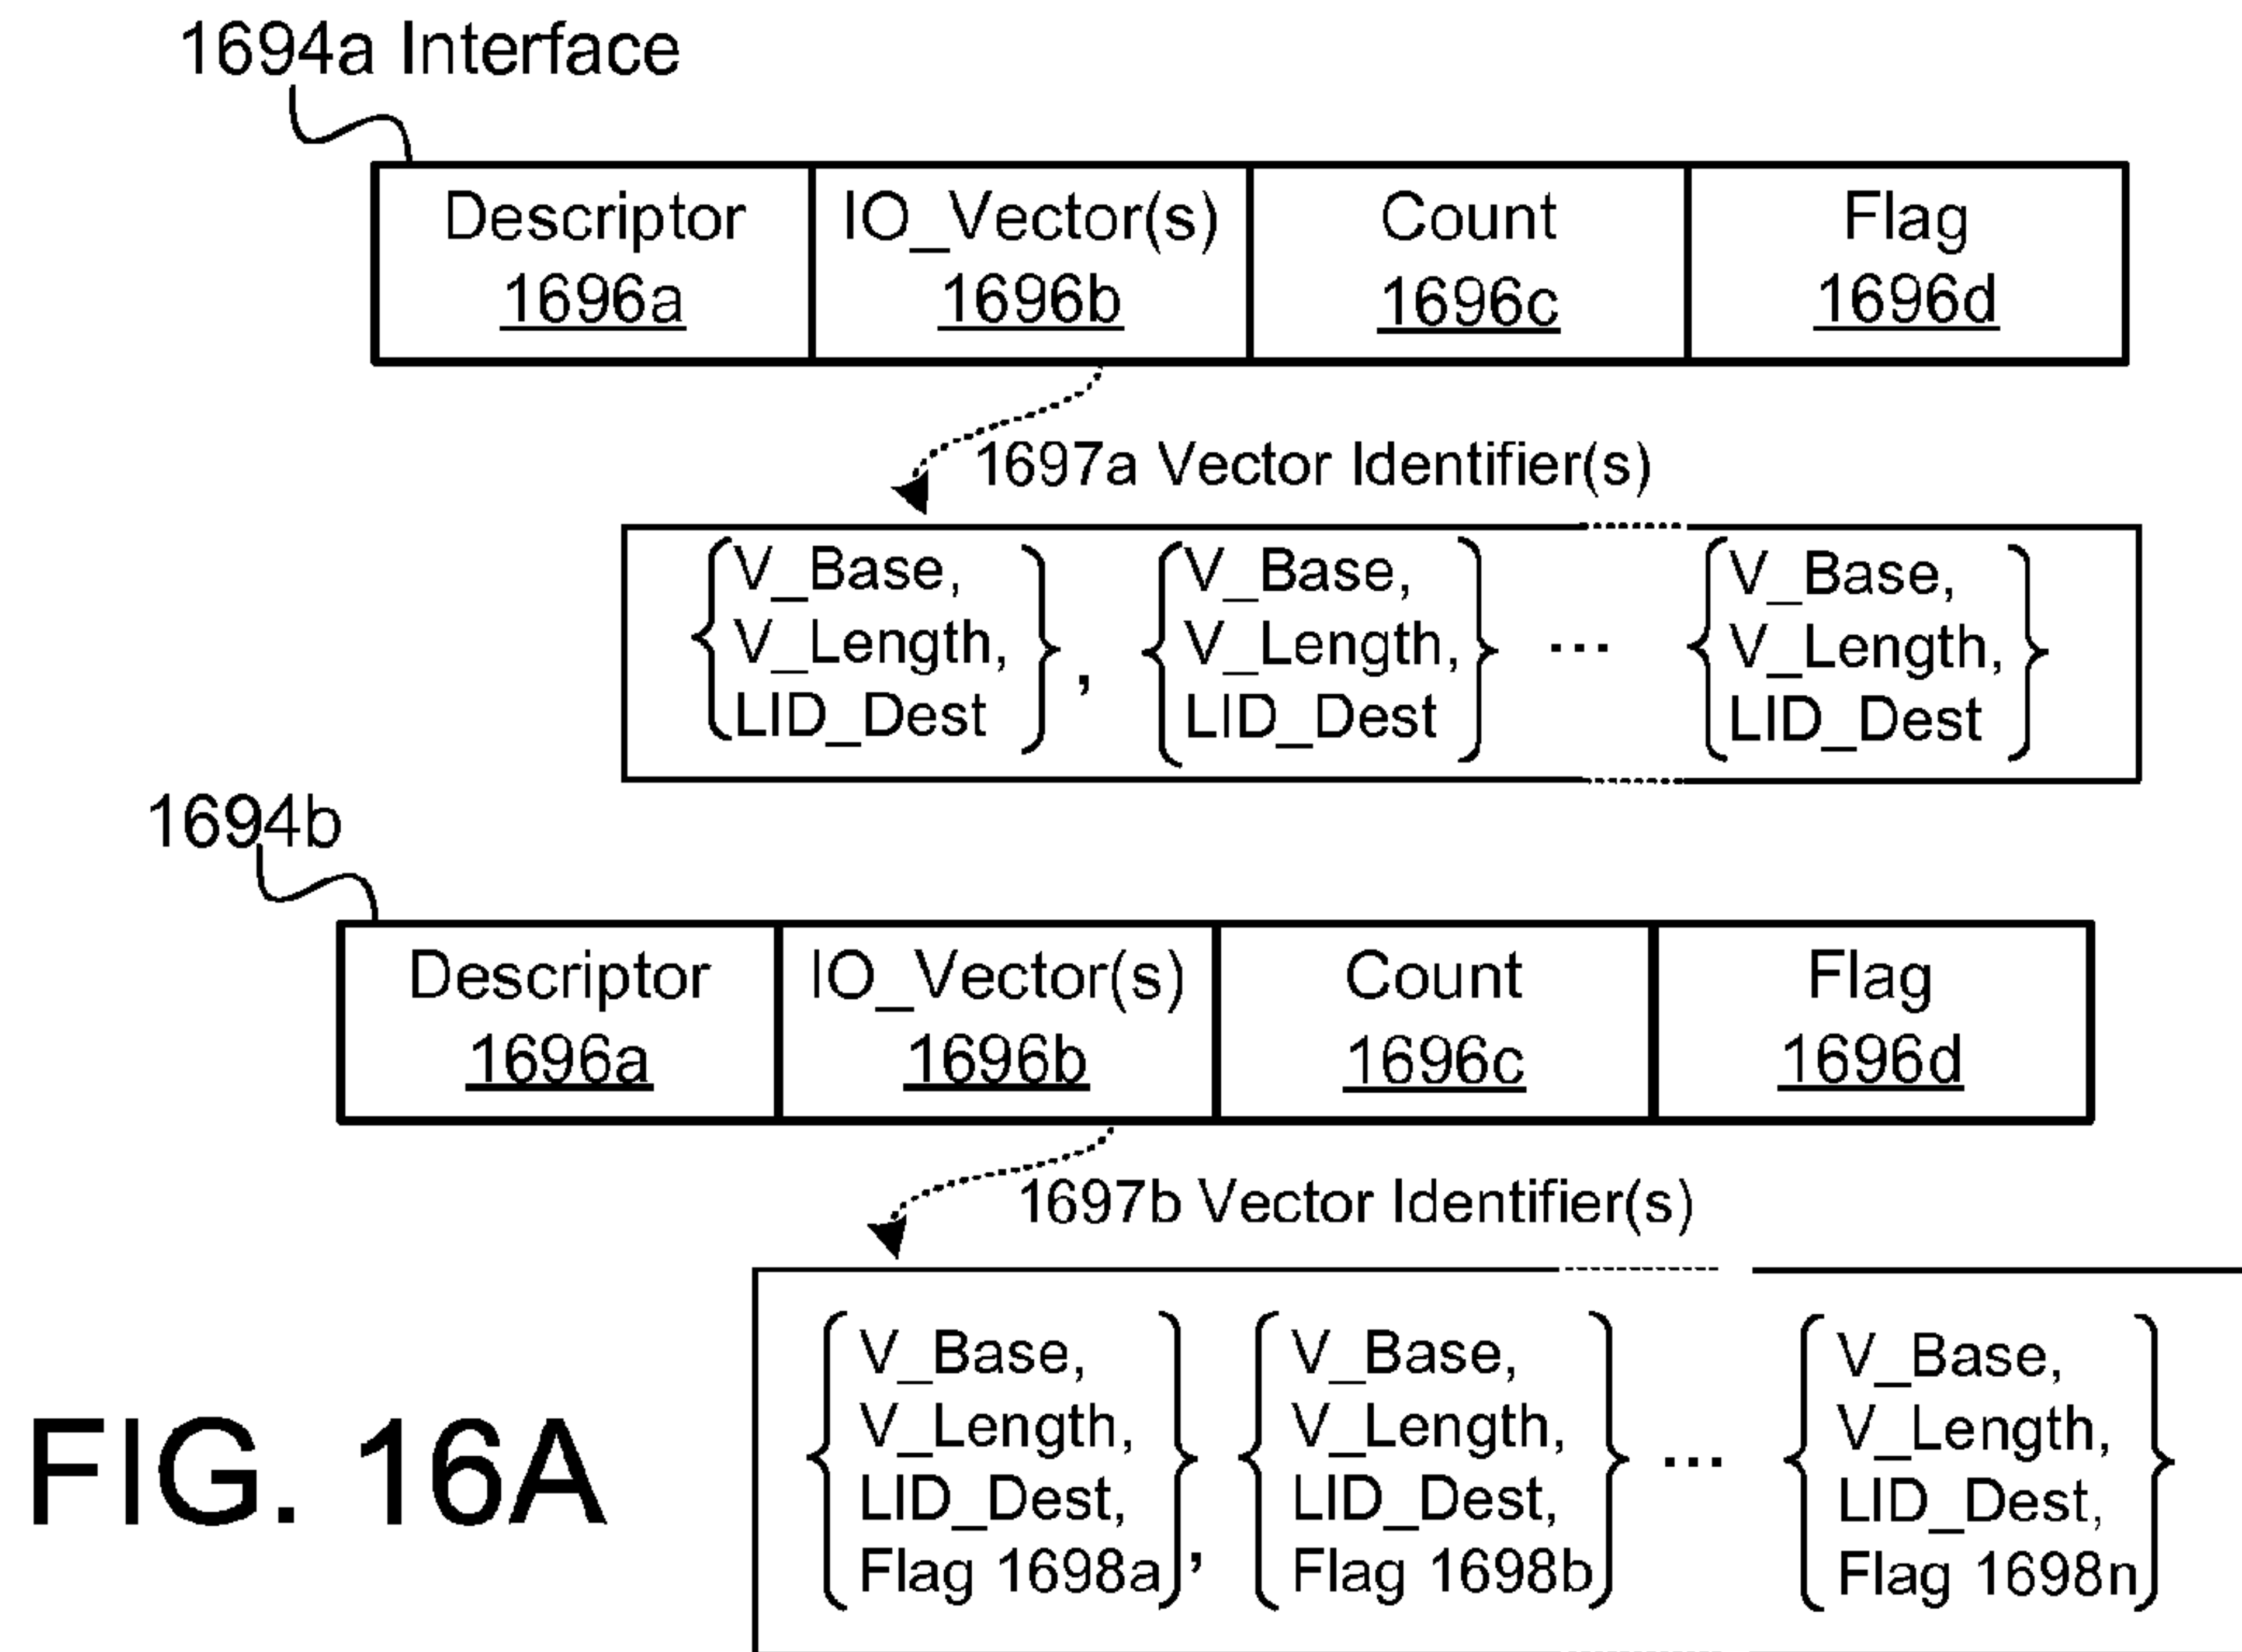 1694a Interface
Descriptor IO_Vector(s) Count Flag
1696a 1696b 1696c 1696d
1697a Vector Identifier(s)
{V_Base, {V_Base, {V_Base,
V_Length, V_Length, ... V_Length,
LID_Dest}, LID_Dest} LID_Dest}
1694b
Descriptor IO_Vector(s) Count Flag
1696a 1696b 1696c 1696d
1697b Vector Identifier(s)
{V_Base, {V_Base, {V_Base,
V_Length, V_Length, ... V_Length,
LID_Dest, LID_Dest, LID_Dest,
Flag 1698a}, Flag 1698b} Flag 1698n}
FIG. 16A